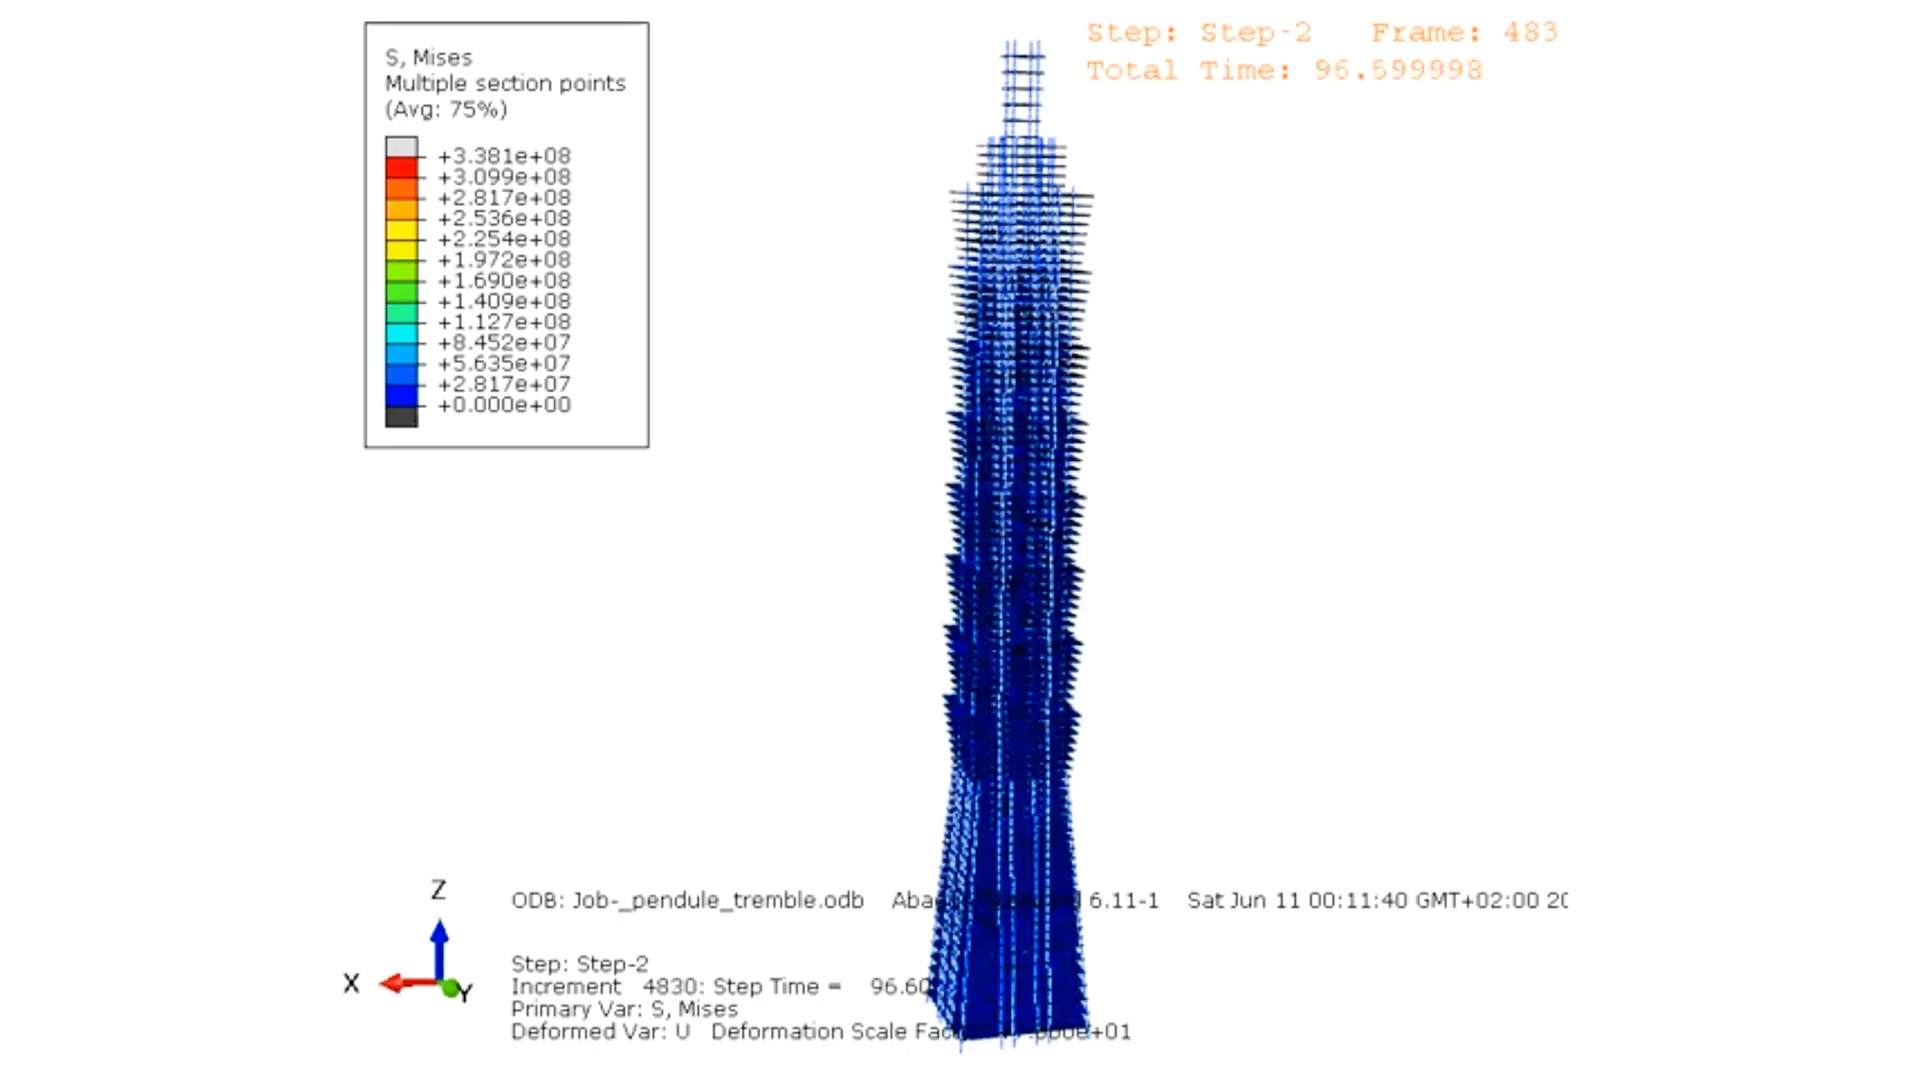 S, Mises
Multiple section points
(Avg: 75%)
+3.381e+08
+3.099e+08
+2.817e+08
+2.536e+08
+2.254e+08
+1.972e+08
+1.690e+08
+1.409e+08
+1.127e+08
+8.452e+07
+5.635e+07
+2.817e+07
+0.000e+00
Step: Step-2 Frame: 483
Total Time: 96.599998
Z
X
Y
ODB: Job-_pendule_tremble.odb 6.11-1 Sat Jun 11 00:11:40 GMT+02:00
Step: Step-2
Increment 4830: Step Time = 96.60
Primary Var: S, Mises
Deformed Var: U Deformation Scale